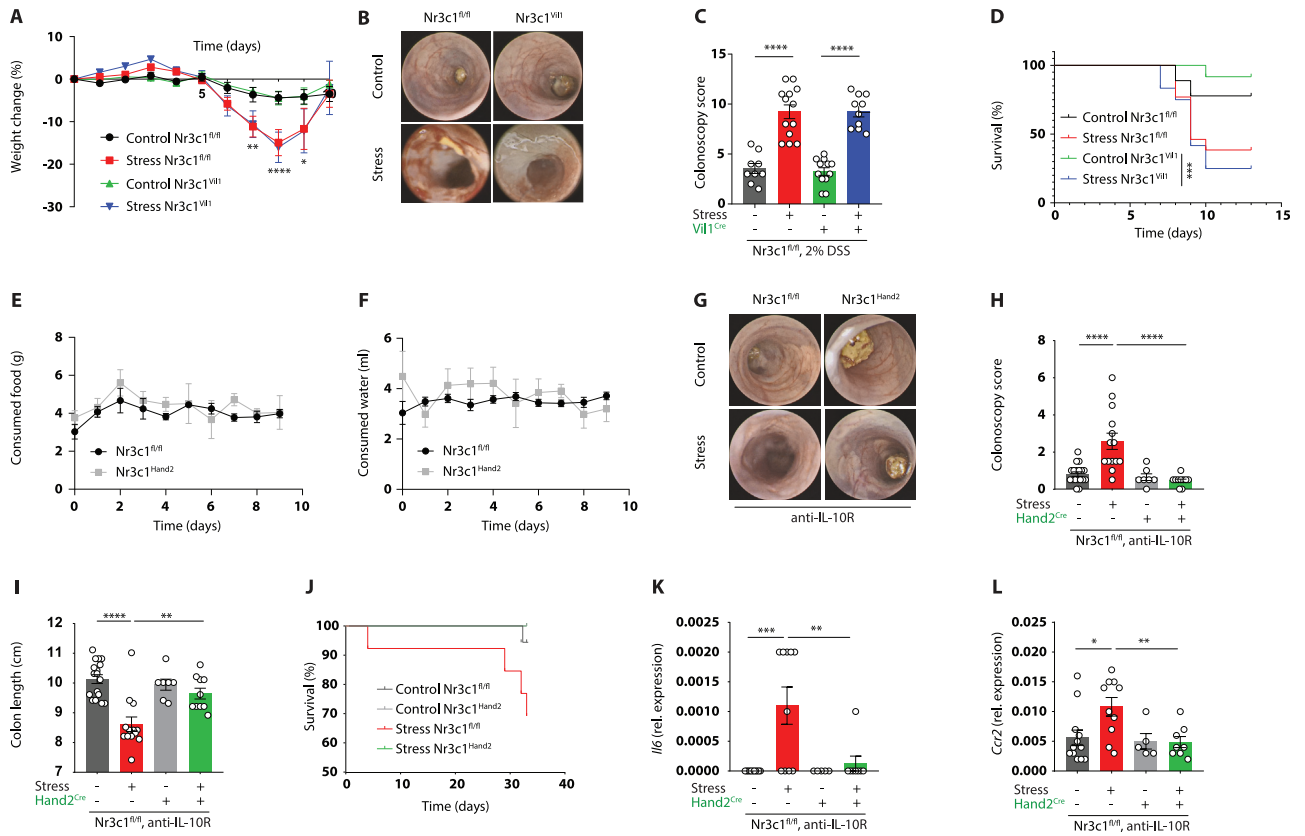 A
Time (days)
Weight change (%)
10
0
-10
-20
-30
5
Control Nr3c1fl/fl
Stress Nr3c1fl/fl
Control Nr3c1Vil1
Stress Nr3c1Vil1
**
****
*
B
Nr3c1fl/fl Nr3c1Vil1
Control
Stress
C
Colonoscopy score
**** ****
15
10
5
0
Stress - + - +
Vil1Cre - - + +
Nr3c1fl/fl, 2% DSS
D
Survival (%)
100
50
0
Control Nr3c1fl/fl
Stress Nr3c1fl/fl
Control Nr3c1Vil1
Stress Nr3c1Vil1
***
0 5 10 15
Time (days)
E
Consumed food (g)
8
6
4
2
0
Nr3c1fl/fl
Nr3c1Hand2
0 2 4 6 8 10
Time (days)
F
Consumed water (ml)
6
4
2
0
Nr3c1fl/fl
Nr3c1Hand2
0 2 4 6 8 10
Time (days)
G
Nr3c1fl/fl Nr3c1Hand2
Control
Stress
anti-IL-10R
H
Colonoscopy score
**** ****
8
6
4
2
0
Stress - + - +
Hand2Cre - - + +
Nr3c1fl/fl, anti-IL-10R
I
Colon length (cm)
**** **
12
11
10
9
8
7
Stress - + - +
Hand2Cre - - + +
Nr3c1fl/fl, anti-IL-10R
J
Survival (%)
100
90
80
70
60
50
Control Nr3c1fl/fl
Control Nr3c1Hand2
Stress Nr3c1fl/fl
Stress Nr3c1Hand2
0 20 30 40
Time (days)
K
Il6 (rel. expression)
*** **
0.0025
0.0020
0.0015
0.0010
0.0005
0.0000
Stress - + - +
Hand2Cre - - + +
Nr3c1fl/fl, anti-IL-10R
L
Ccr2 (rel. expression)
* **
0.020
0.015
0.010
0.005
0.000
Stress - + - +
Hand2Cre - - + +
Nr3c1fl/fl, anti-IL-10R